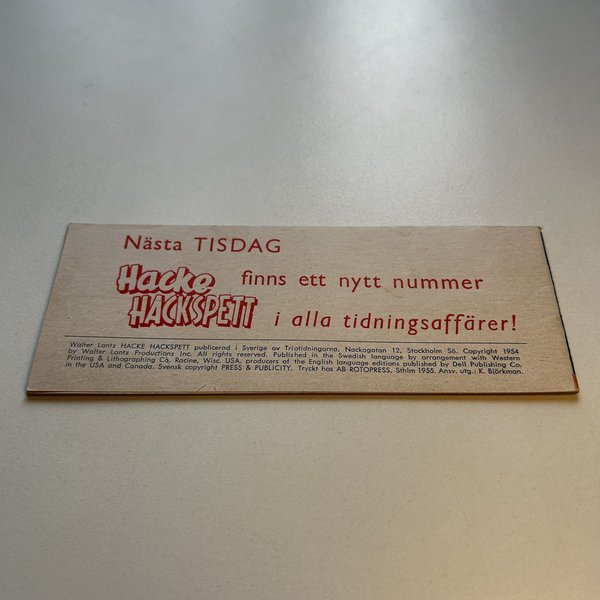 Nästa TISDAG
Hacke HACKSPETT finns ett nytt nummer
i alla tidningsaffärer!
Walter Lantz HACKE HACKSPETT publicerad i Sverige av Triotidningarna, Nackagatan 12, Stockholm Sö. Copyright 1954
by Walter Lantz Productions Inc. All rights reserved. Published in the Swedish language by arrangement with Western
Printing & Lithographing Co, Racine, Wisc. USA, producers of the English language editions published by Dell Publishing Co.
in the USA and Canada. Svensk copyright PRESS & PUBLICITY. Tryckt hos AB ROTOPRESS, Sthlm 1955. Ansv. utg.: K. Björkman.